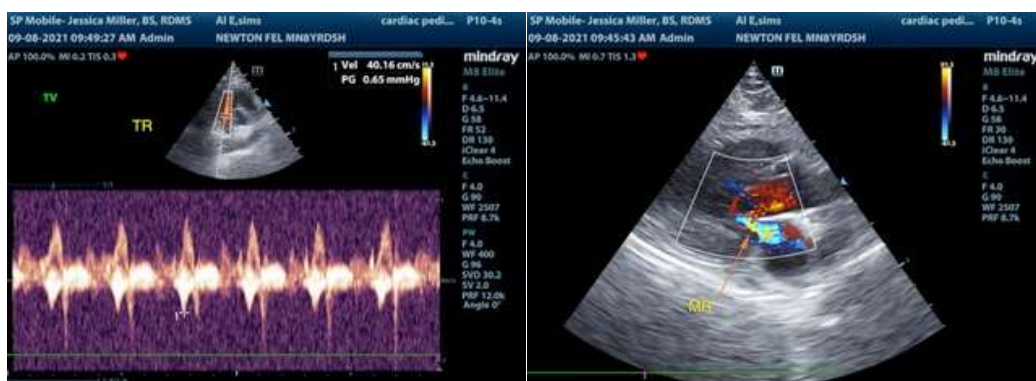 SP Mobile- Jessica Miller, BS, RDMS AI E,sims cardiac pedi... P10-4s
09-08-2021 09:49:27 AM Admin NEWTON FEL MN8YRDSH
AP 100.0% MI 0.2 TIS 0.3
mindray
M8 Elite
1 Vel 40.16 cm/s
PG 0.65 mmHg
TV
TR
B
F 4.6-11.4
D 6.5
G 58
FR 52
DR 130
iClear 4
Echo Boost
C
F 4.0
G 90
WF 2507
PRF 8.7k
PW
F 4.0
WF 400
G 96
SVD 30.2
SV 2.0
PRF 12.0k
Angle 0°
1
SP Mobile- Jessica Miller, BS, RDMS AI E,sims cardiac pedi... P10-4s
09-08-2021 09:45:43 AM Admin NEWTON FEL MN8YRDSH
AP 100.0% MI 0.7 TIS 1.3
mindray
M8 Elite
B
F 4.6-11.4
D 6.5
G 58
FR 30
DR 130
iClear 4
Echo Boost
C
F 4.0
G 90
WF 2507
PRF 8.7k
MR